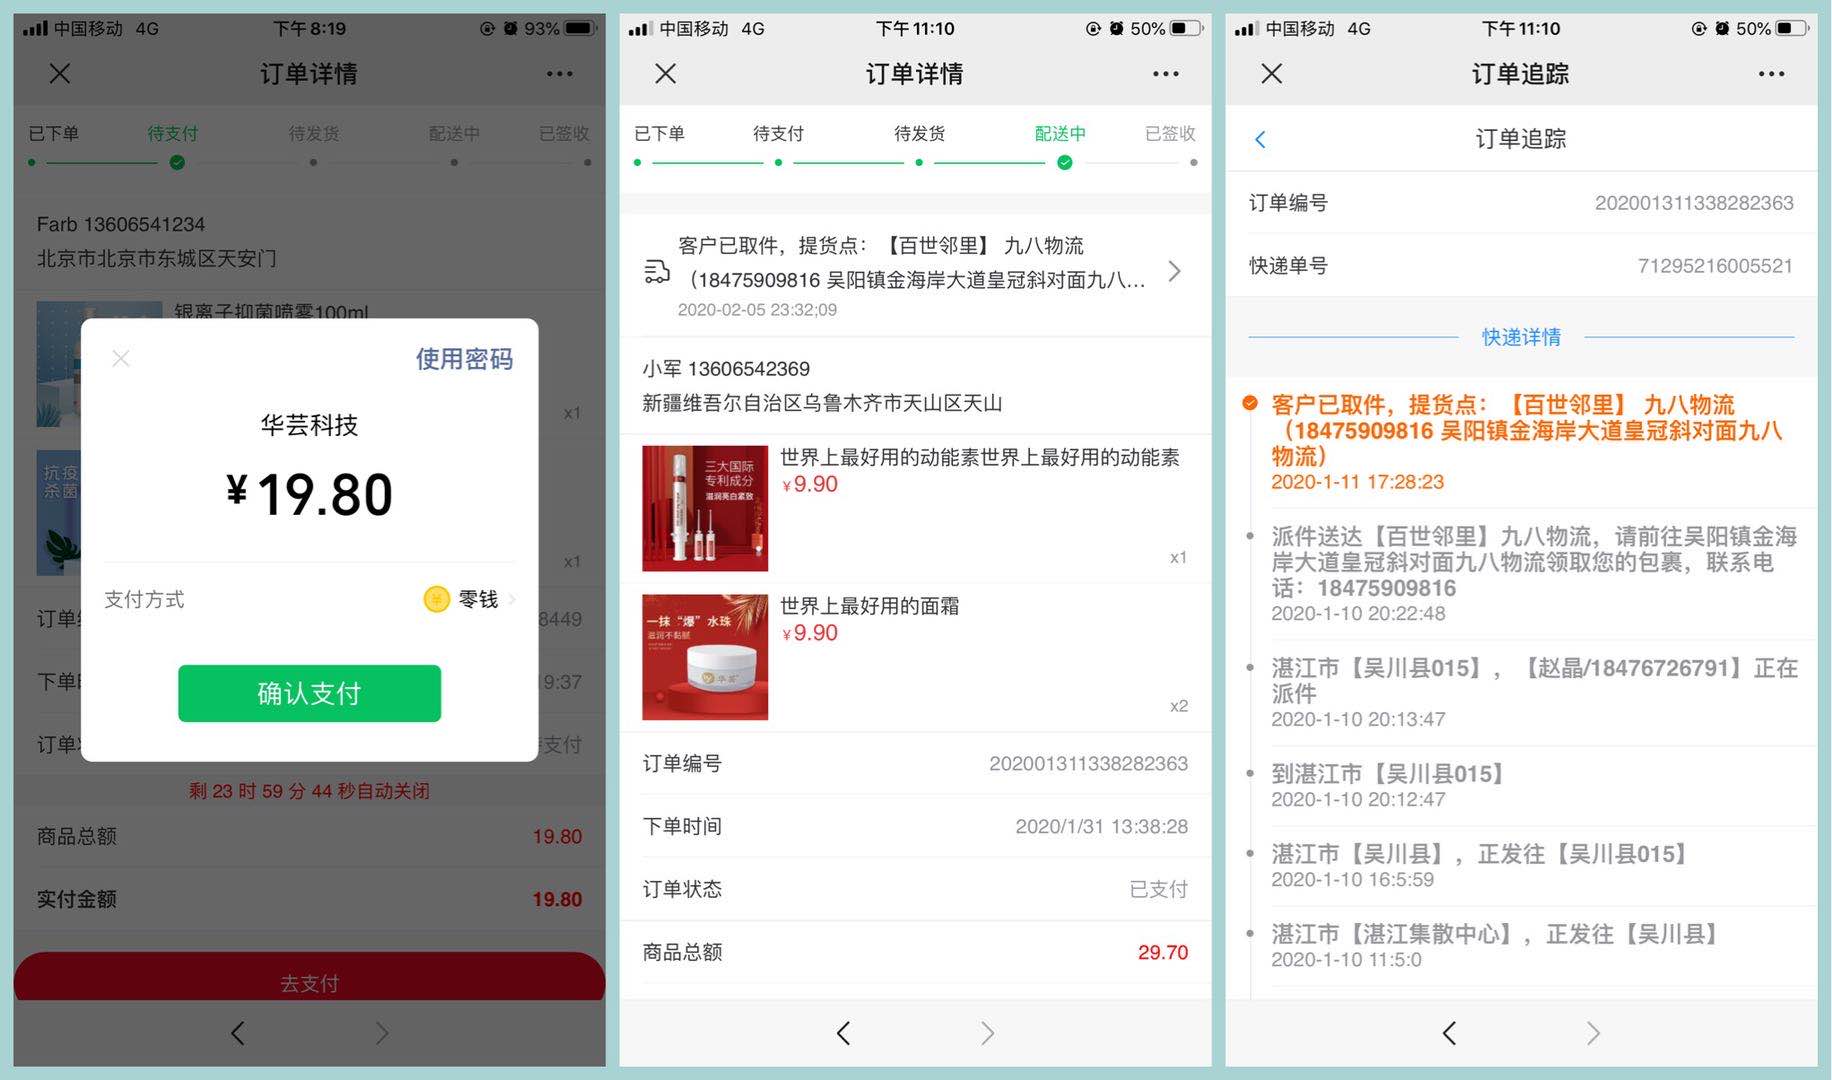 中国移动 4G 下午8:19 93%
订单详情
已下单 待支付 待发货 配送中 已签收
Farb 13606541234
北京市北京市东城区天安门
银离子抑菌喷雾100ml
x1
抗疫
杀菌
x1
使用密码
华芸科技
¥19.80
支付方式 零钱
确认支付
订单 8449
下单 9:37
订单 支付
剩 23 时 59 分 44 秒自动关闭
商品总额 19.80
实付金额 19.80
去支付
中国移动 4G 下午11:10 50%
订单详情
已下单 待支付 待发货 配送中 已签收
客户已取件，提货点：【百世邻里】 九八物流
（18475909816 吴阳镇金海岸大道皇冠斜对面九八...
2020-02-05 23:32;09
小军 13606542369
新疆维吾尔自治区乌鲁木齐市天山区天山
三大国际
专利成分
滋润亮白紧致
世界上最好用的动能素世界上最好用的动能素
¥9.90
x1
一抹“爆”水珠
滋润不黏腻
华芸
世界上最好用的面霜
¥9.90
x2
订单编号 202001311338282363
下单时间 2020/1/31 13:38:28
订单状态 已支付
商品总额 29.70
中国移动 4G 下午11:10 50%
订单追踪
订单追踪
订单编号 202001311338282363
快递单号 71295216005521
快递详情
客户已取件，提货点：【百世邻里】 九八物流
（18475909816 吴阳镇金海岸大道皇冠斜对面九八
物流）
2020-1-11 17:28:23
派件送达【百世邻里】九八物流，请前往吴阳镇金海
岸大道皇冠斜对面九八物流领取您的包裹，联系电
话：18475909816
2020-1-10 20:22:48
湛江市【吴川县015】，【赵晶/18476726791】正在
派件
2020-1-10 20:13:47
到湛江市【吴川县015】
2020-1-10 20:12:47
湛江市【吴川县】，正发往【吴川县015】
2020-1-10 16:5:59
湛江市【湛江集散中心】，正发往【吴川县】
2020-1-10 11:5:0